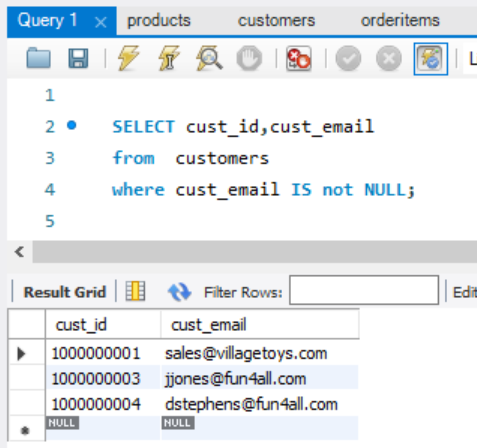 Query 1 × products customers orderitems
L
1
2 SELECT cust_id,cust_email
3 from customers
4 where cust_email IS not NULL;
5
Result Grid Filter Rows: Edit
cust_id cust_email
1000000001 sales@villagetoys.com
1000000003 jjones@fun4all.com
1000000004 dstephens@fun4all.com
NULL NULL